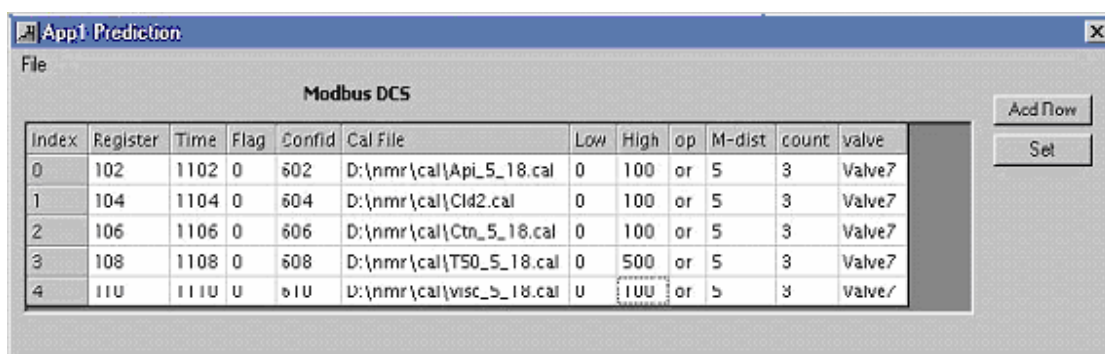 App1 Prediction
File
Modbus DCS
Add Row
Set
Index Register Time Flag Confid Cal File Low High op M-dist count valve
0 102 1102 0 602 D:\nmr\cal\Api_5_18.cal 0 100 or 5 3 Valve7
1 104 1104 0 604 D:\nmr\cal\Cld2.cal 0 100 or 5 3 Valve7
2 106 1106 0 606 D:\nmr\cal\Ctn_5_18.cal 0 100 or 5 3 Valve7
3 108 1108 0 608 D:\nmr\cal\T50_5_18.cal 0 500 or 5 3 Valve7
4 110 1110 0 610 D:\nmr\cal\visc_5_18.cal 0 100 or 5 3 Valve7